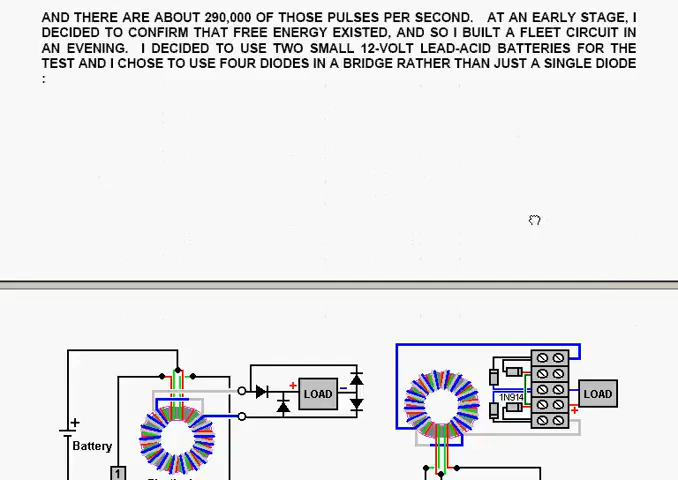 AND THERE ARE ABOUT 290,000 OF THOSE PULSES PER SECOND. AT AN EARLY STAGE, I
DECIDED TO CONFIRM THAT FREE ENERGY EXISTED, AND SO I BUILT A FLEET CIRCUIT IN
AN EVENING. I DECIDED TO USE TWO SMALL 12-VOLT LEAD-ACID BATTERIES FOR THE
TEST AND I CHOSE TO USE FOUR DIODES IN A BRIDGE RATHER THAN JUST A SINGLE DIODE
:
+ LOAD -
1N914
LOAD
+
+
Battery
1